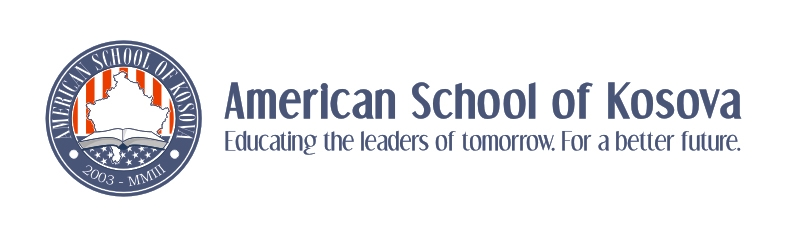 AMERICAN SCHOOL OF KOSOVA
2003 - MMIII
American School of Kosova
Educating the leaders of tomorrow. For a better future.